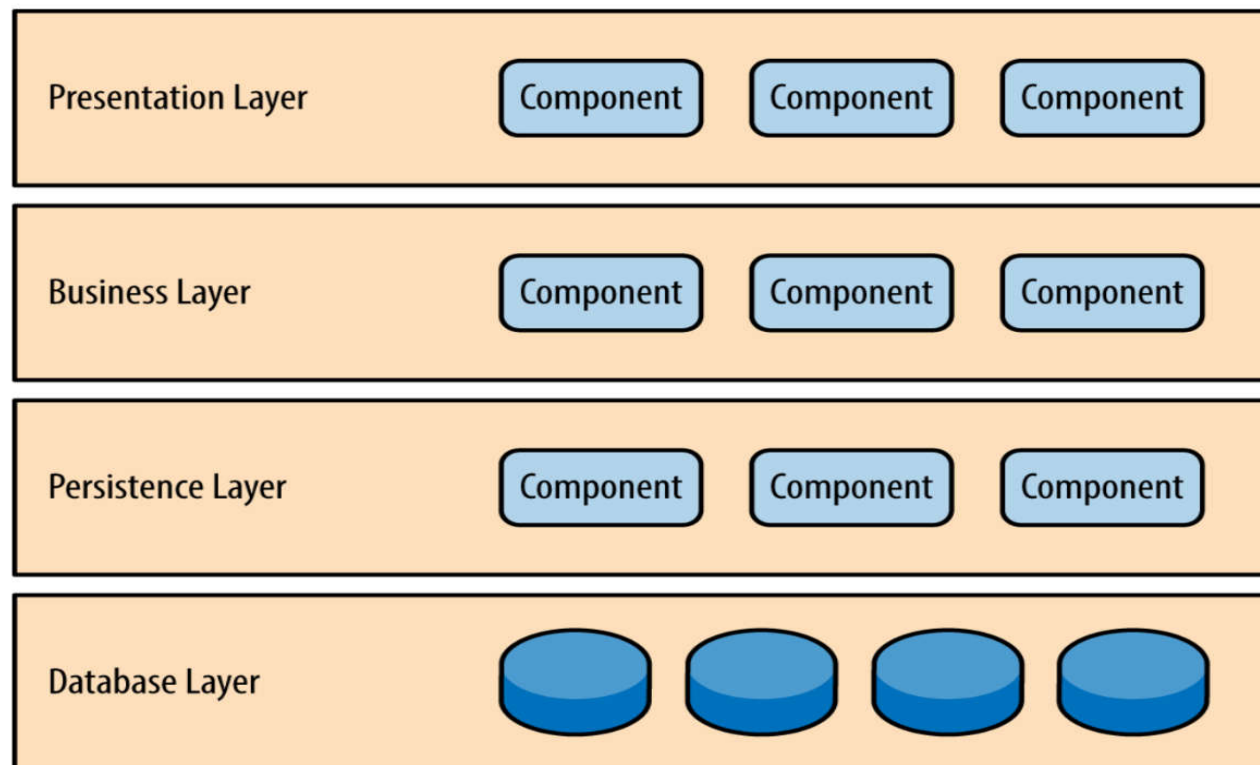 Presentation Layer Component Component Component
Business Layer Component Component Component
Persistence Layer Component Component Component
Database Layer